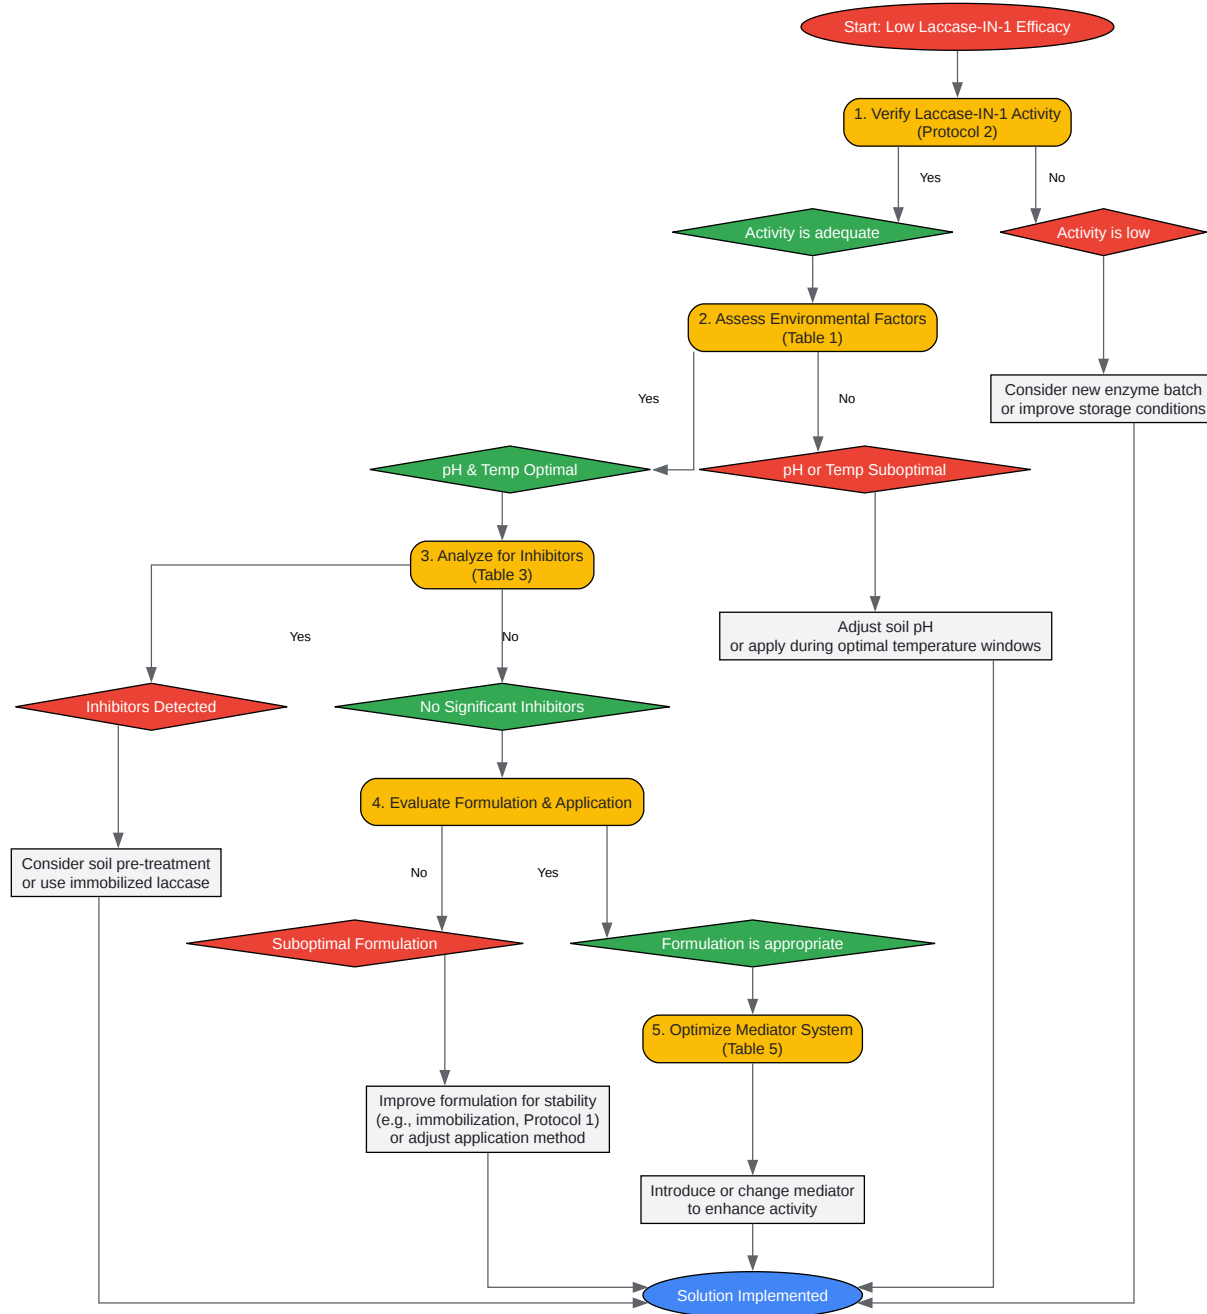 Start: Low Laccase-IN-1 Efficacy
1. Verify Laccase-IN-1 Activity
(Protocol 2)
Yes
No
Activity is adequate
Activity is low
2. Assess Environmental Factors
(Table 1)
Consider new enzyme batch
or improve storage conditions
Yes
No
pH & Temp Optimal
pH or Temp Suboptimal
3. Analyze for Inhibitors
(Table 3)
Adjust soil pH
or apply during optimal temperature windows
Yes
No
Inhibitors Detected
No Significant Inhibitors
4. Evaluate Formulation & Application
Consider soil pre-treatment
or use immobilized laccase
No
Yes
Suboptimal Formulation
Formulation is appropriate
5. Optimize Mediator System
(Table 5)
Improve formulation for stability
(e.g., immobilization, Protocol 1)
or adjust application method
Introduce or change mediator
to enhance activity
Solution Implemented